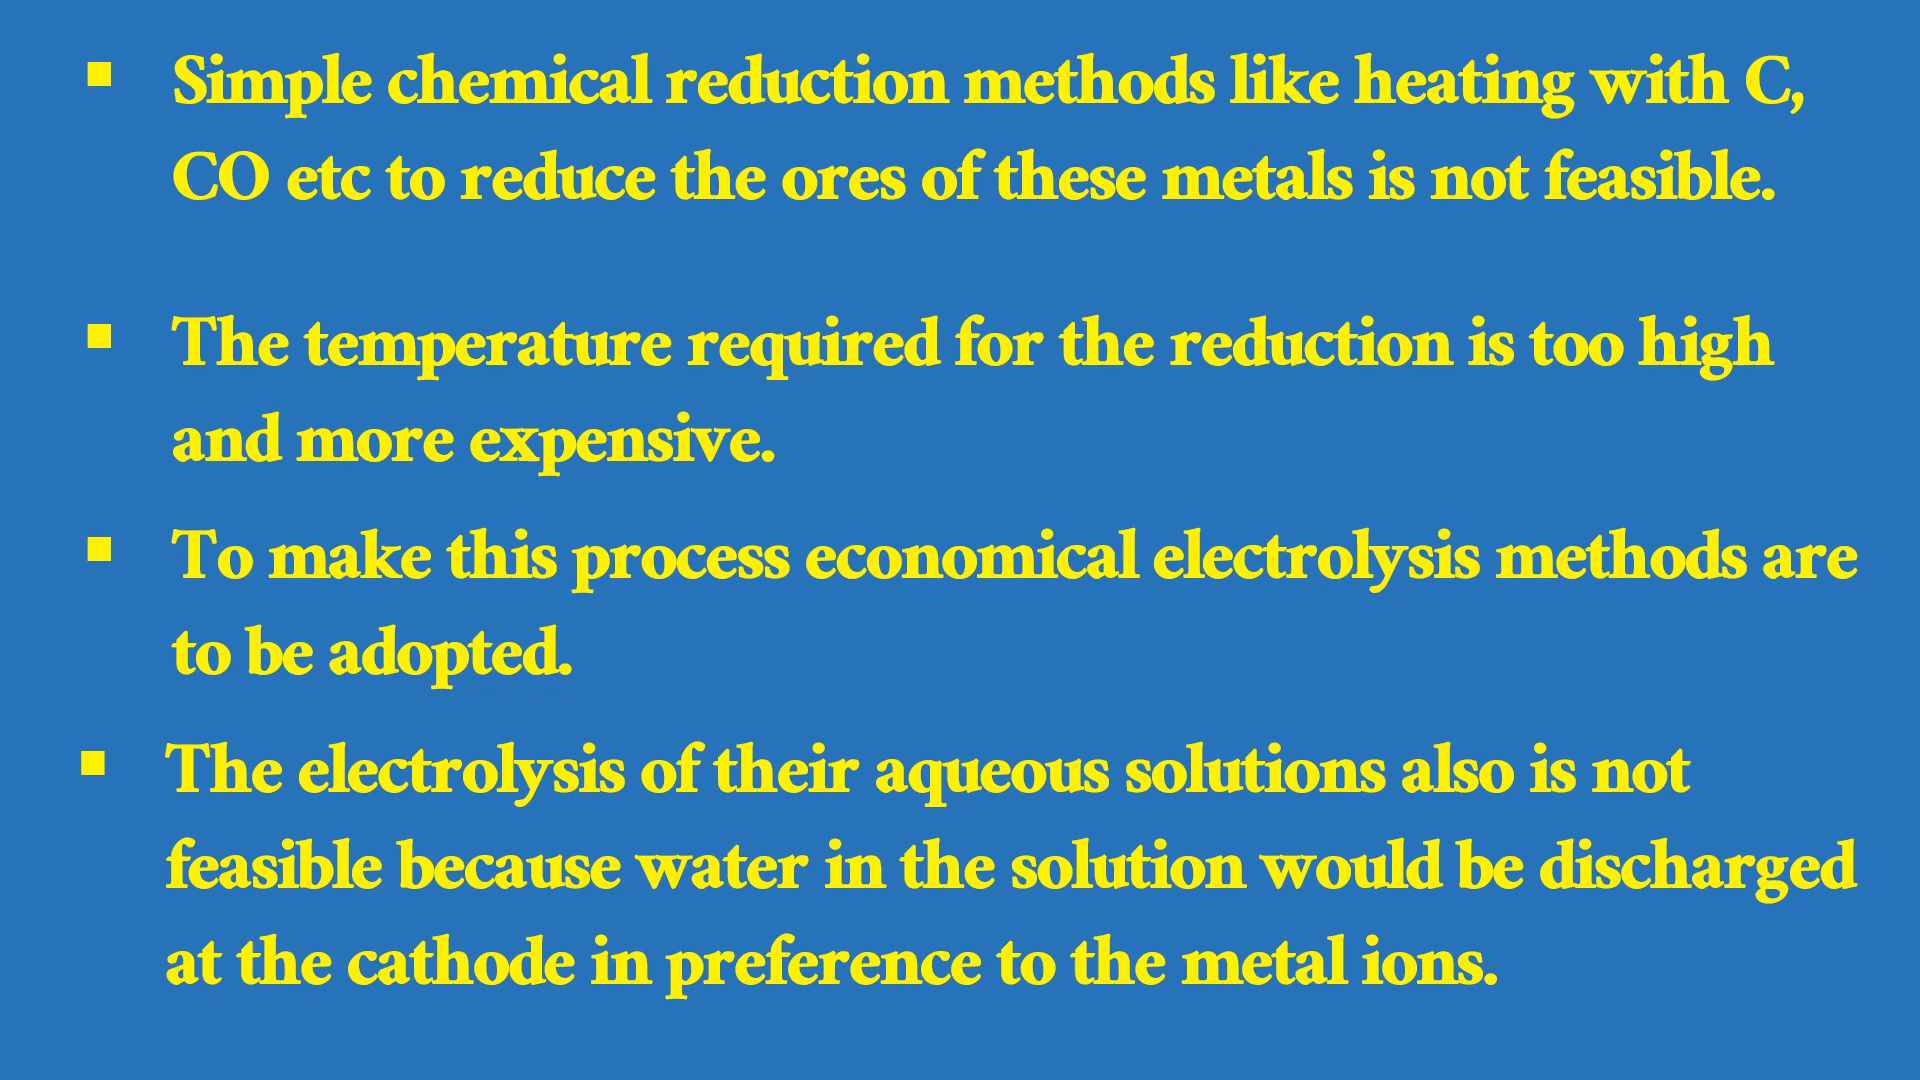 ▪ Simple chemical reduction methods like heating with C,
CO etc to reduce the ores of these metals is not feasible.
▪ The temperature required for the reduction is too high
and more expensive.
▪ To make this process economical electrolysis methods are
to be adopted.
▪ The electrolysis of their aqueous solutions also is not
feasible because water in the solution would be discharged
at the cathode in preference to the metal ions.